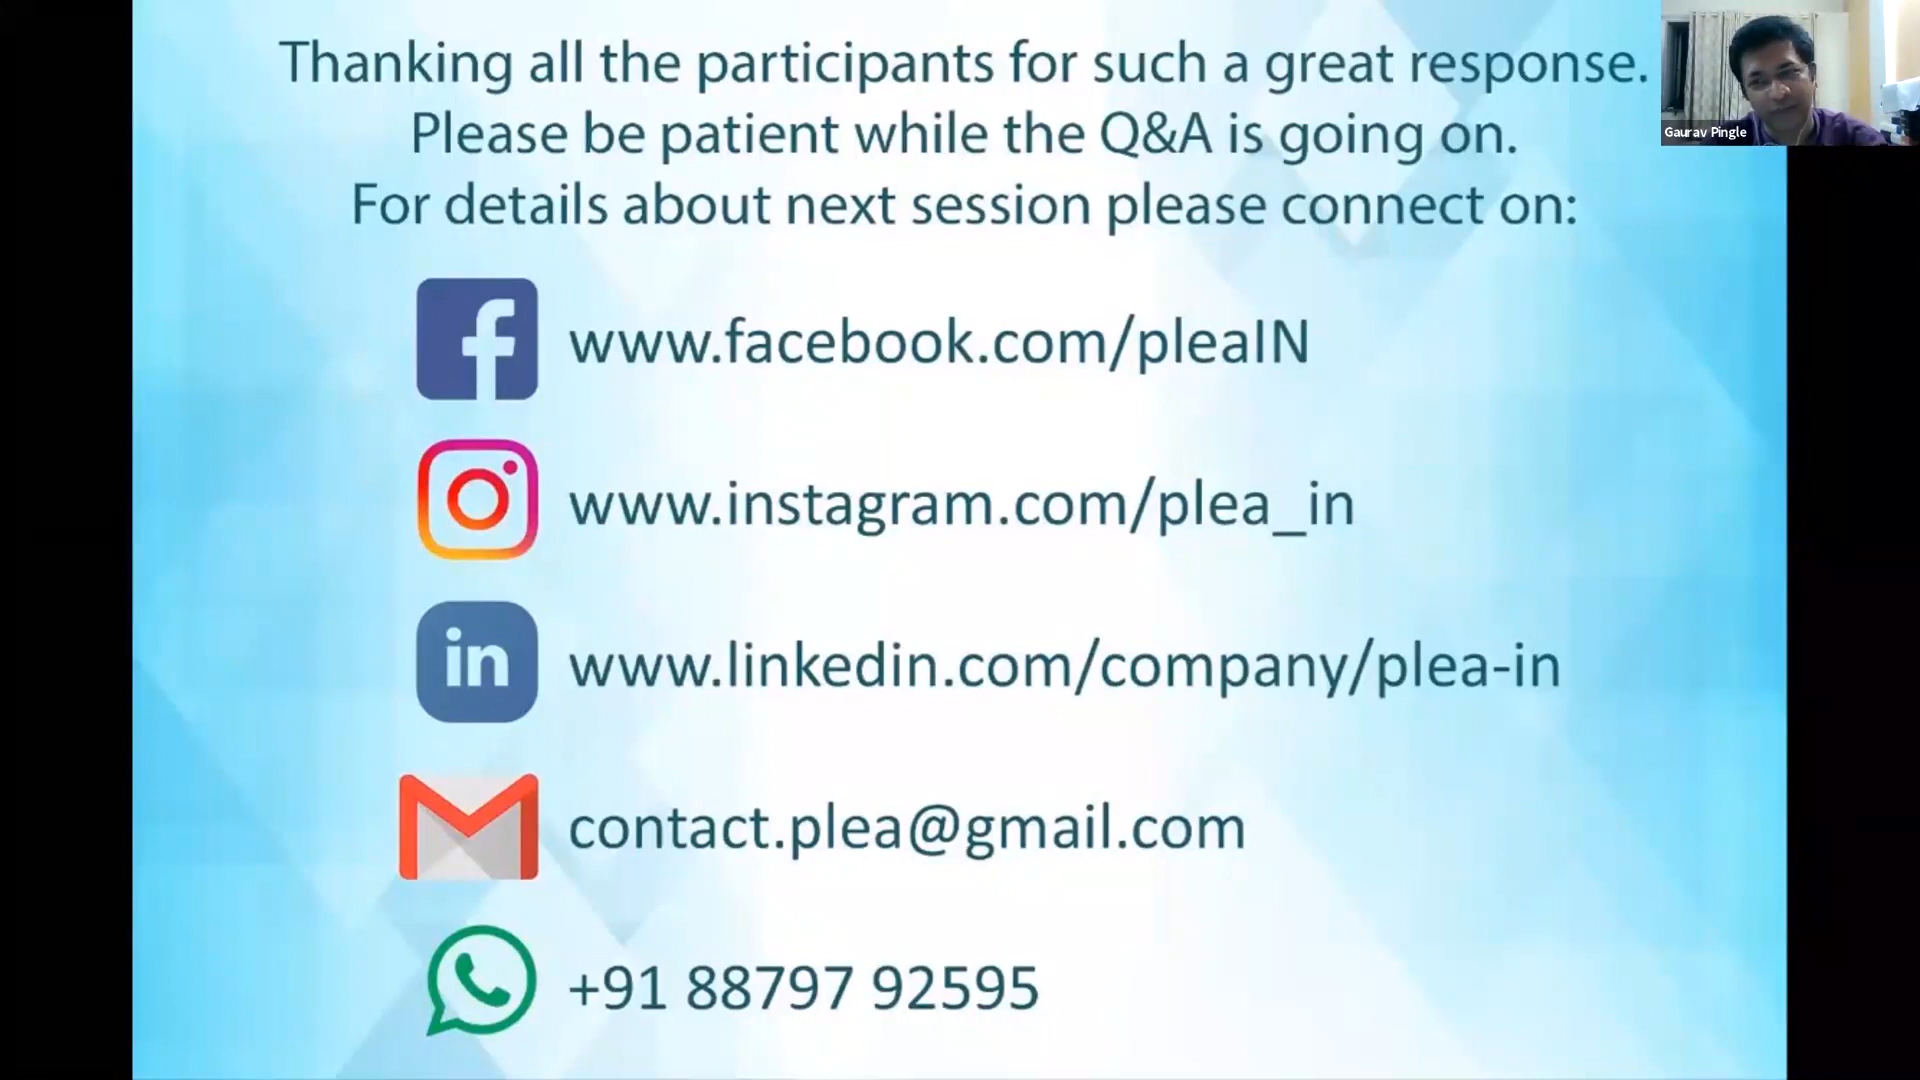 Thanking all the participants for such a great response.
Please be patient while the Q&A is going on.
For details about next session please connect on:
www.facebook.com/pleaIN
www.instagram.com/plea_in
in
www.linkedin.com/company/plea-in
contact.plea@gmail.com
+91 88797 92595
Gaurav Pingle